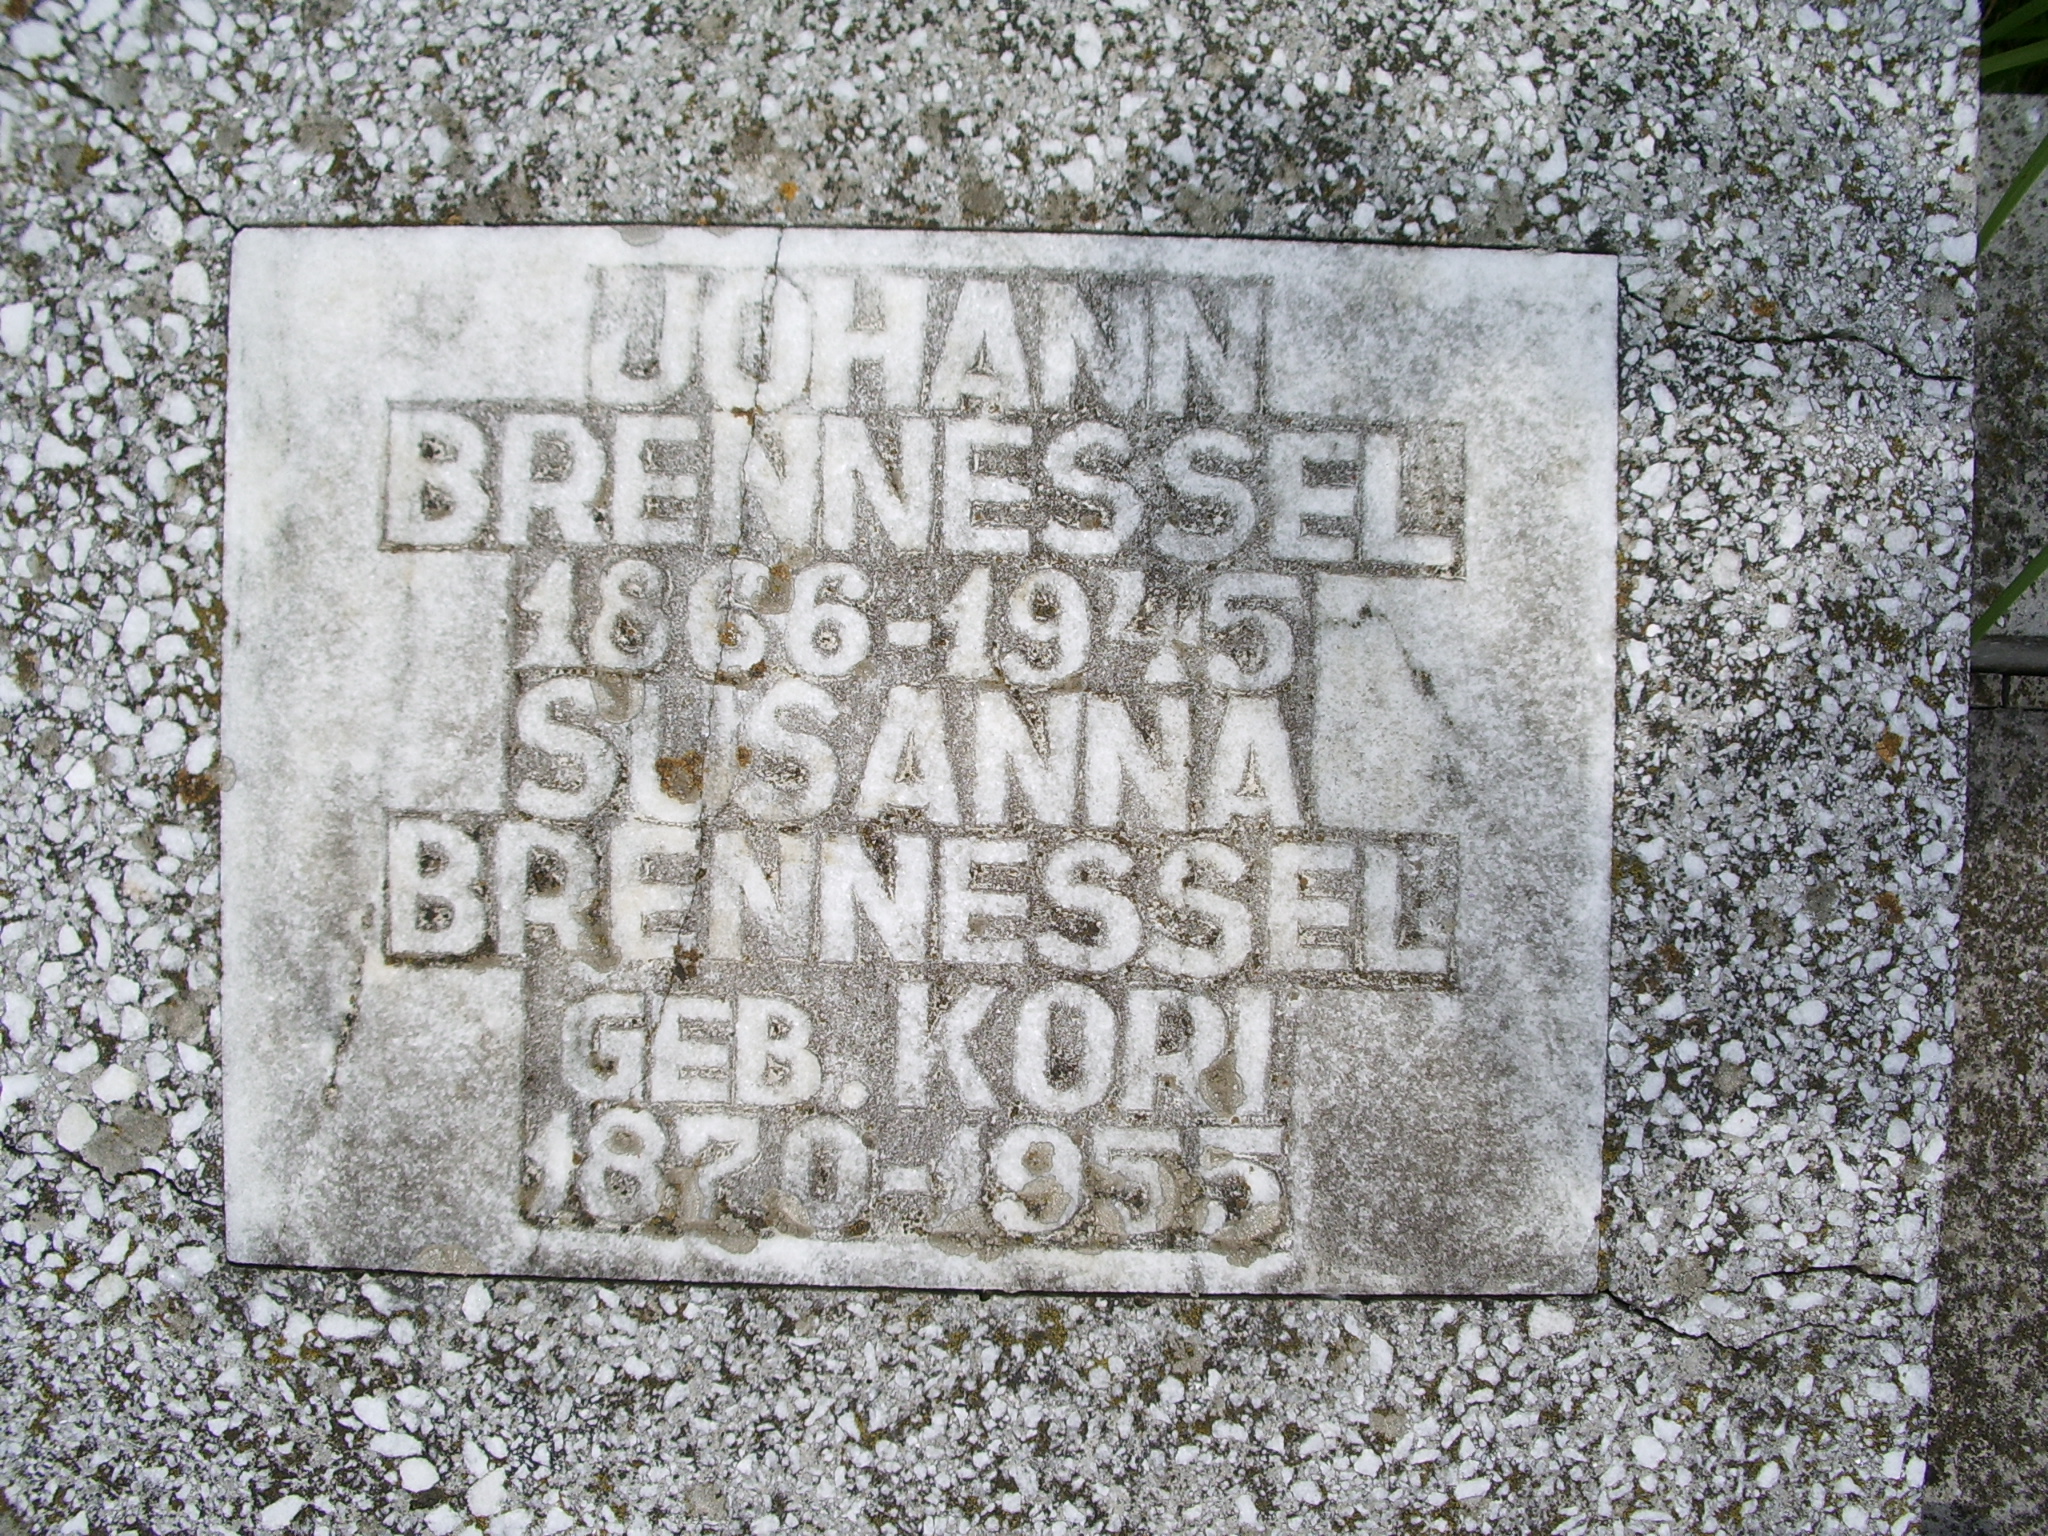 JOHANN
BRENNESSEL
1866-1945
SUSANNA
BRENNESSEL
GEB. KORI
1870-1955